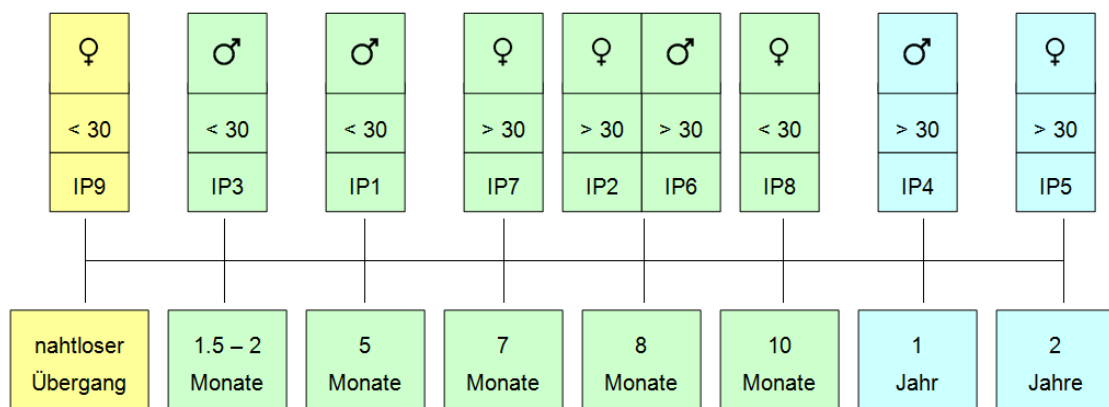 ♀ ♂ ♂ ♀ ♀ ♂ ♀ ♂ ♀
< 30 < 30 < 30 > 30 > 30 > 30 < 30 > 30 > 30
IP9 IP3 IP1 IP7 IP2 IP6 IP8 IP4 IP5
nahtloser 1.5 – 2 5 7 8 10 1 2
Übergang Monate Monate Monate Monate Monate Jahr Jahre